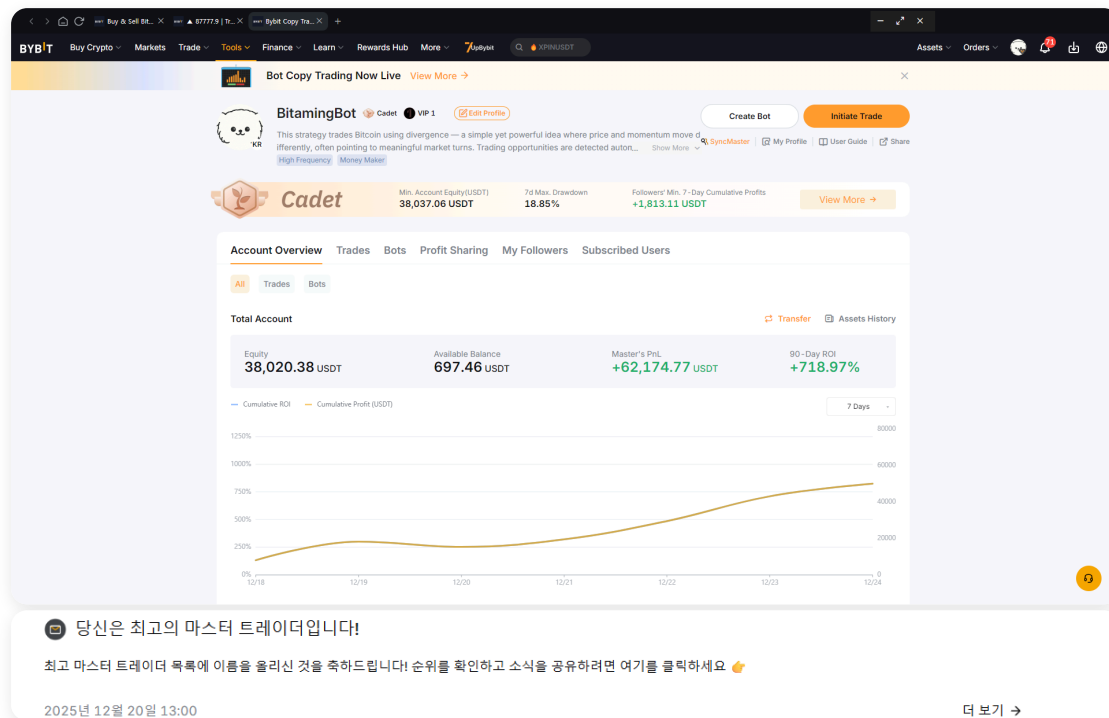 Buy & Sell Bit... ▲ 87777.9 | Tr... Bybit Copy Tra...
BYBIT Buy Crypto Markets Trade Tools Finance Learn Rewards Hub More UpBybit XPINUSDT Assets Orders 71
Bot Copy Trading Now Live View More →
BitamingBot Cadet VIP 1 Edit Profile
Create Bot Initiate Trade
KR
This strategy trades Bitcoin using divergence — a simple yet powerful idea where price and momentum move d
ifferently, often pointing to meaningful market turns. Trading opportunities are detected auton... Show More
SyncMaster My Profile User Guide Share
High Frequency Money Maker
Cadet
Min. Account Equity(USDT) 7d Max. Drawdown Followers' Min. 7-Day Cumulative Profits
38,037.06 USDT 18.85% +1,813.11 USDT
View More →
Account Overview Trades Bots Profit Sharing My Followers Subscribed Users
All Trades Bots
Total Account Transfer Assets History
Equity Available Balance Master's PnL 90-Day ROI
38,020.38 USDT 697.46 USDT +62,174.77 USDT +718.97%
Cumulative ROI Cumulative Profit (USDT) 7 Days
80000
1250%
1000% 60000
750%
40000
500%
250% 20000
0% 0
12/18 12/19 12/20 12/21 12/22 12/23 12/24
당신은 최고의 마스터 트레이더입니다!
최고 마스터 트레이더 목록에 이름을 올리신 것을 축하드립니다! 순위를 확인하고 소식을 공유하려면 여기를 클릭하세요 👉
2025년 12월 20일 13:00 더 보기 →